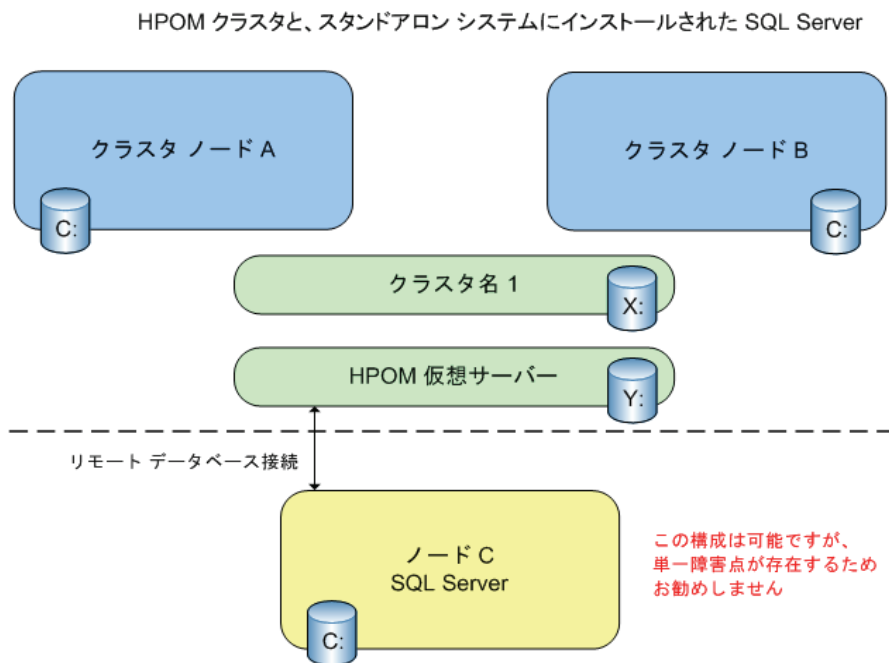 HPOM クラスタと、スタンドアロン システムにインストールされた SQL Server
クラスタ ノード A
C:
クラスタ ノード B
C:
クラスタ名 1
X:
HPOM 仮想サーバー
Y:
リモート データベース接続
ノード C
SQL Server
C:
この構成は可能ですが、
単一障害点が存在するため
お勧めしません